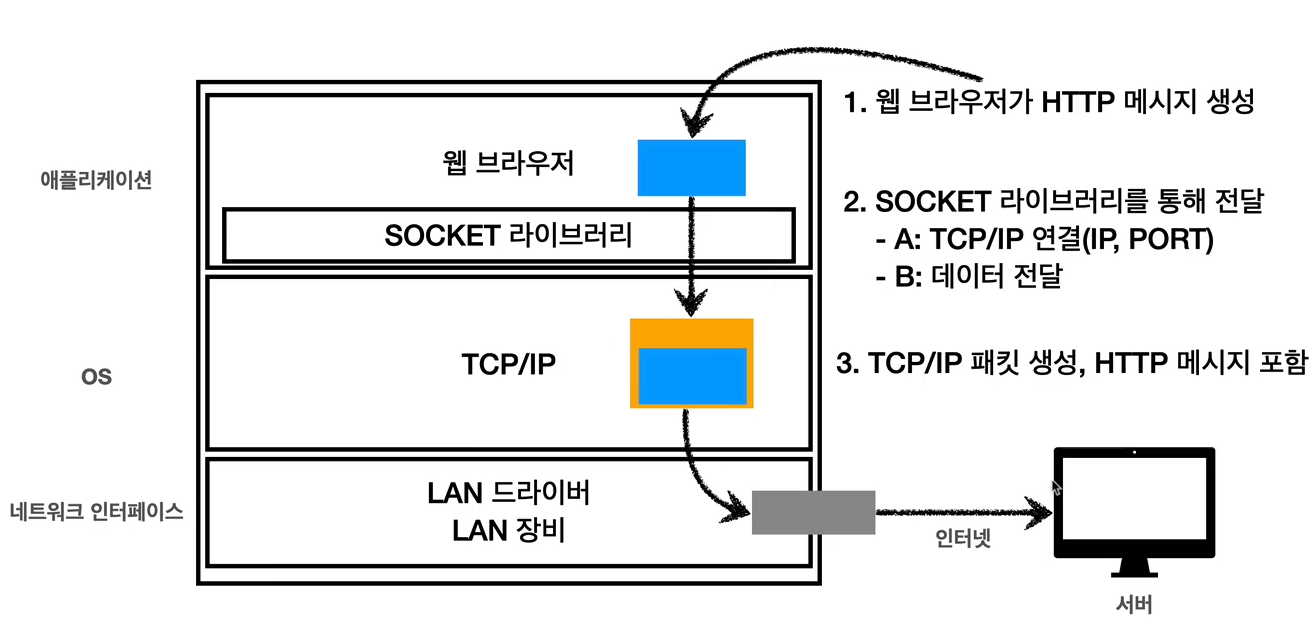 1. 웹 브라우저가 HTTP 메시지 생성
애플리케이션
웹 브라우저
SOCKET 라이브러리
2. SOCKET 라이브러리를 통해 전달
- A: TCP/IP 연결(IP, PORT)
- B: 데이터 전달
OS
TCP/IP
3. TCP/IP 패킷 생성, HTTP 메시지 포함
네트워크 인터페이스
LAN 드라이버
LAN 장비
인터넷
서버